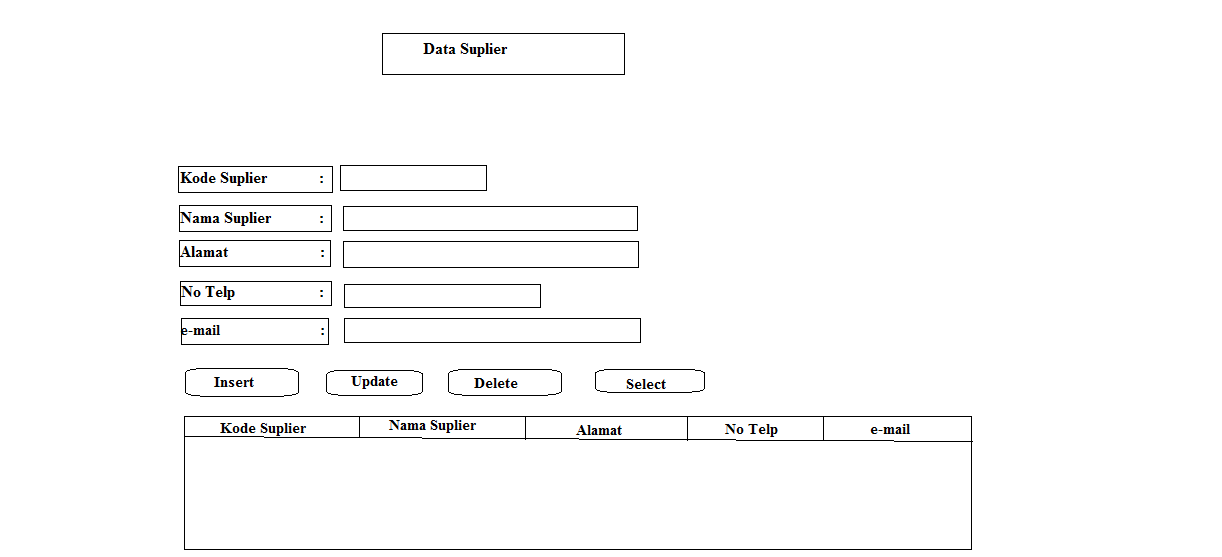 Data Suplier
Kode Suplier :
Nama Suplier :
Alamat :
No Telp :
e-mail :
Insert Update Delete Select
Kode Suplier Nama Suplier Alamat No Telp e-mail